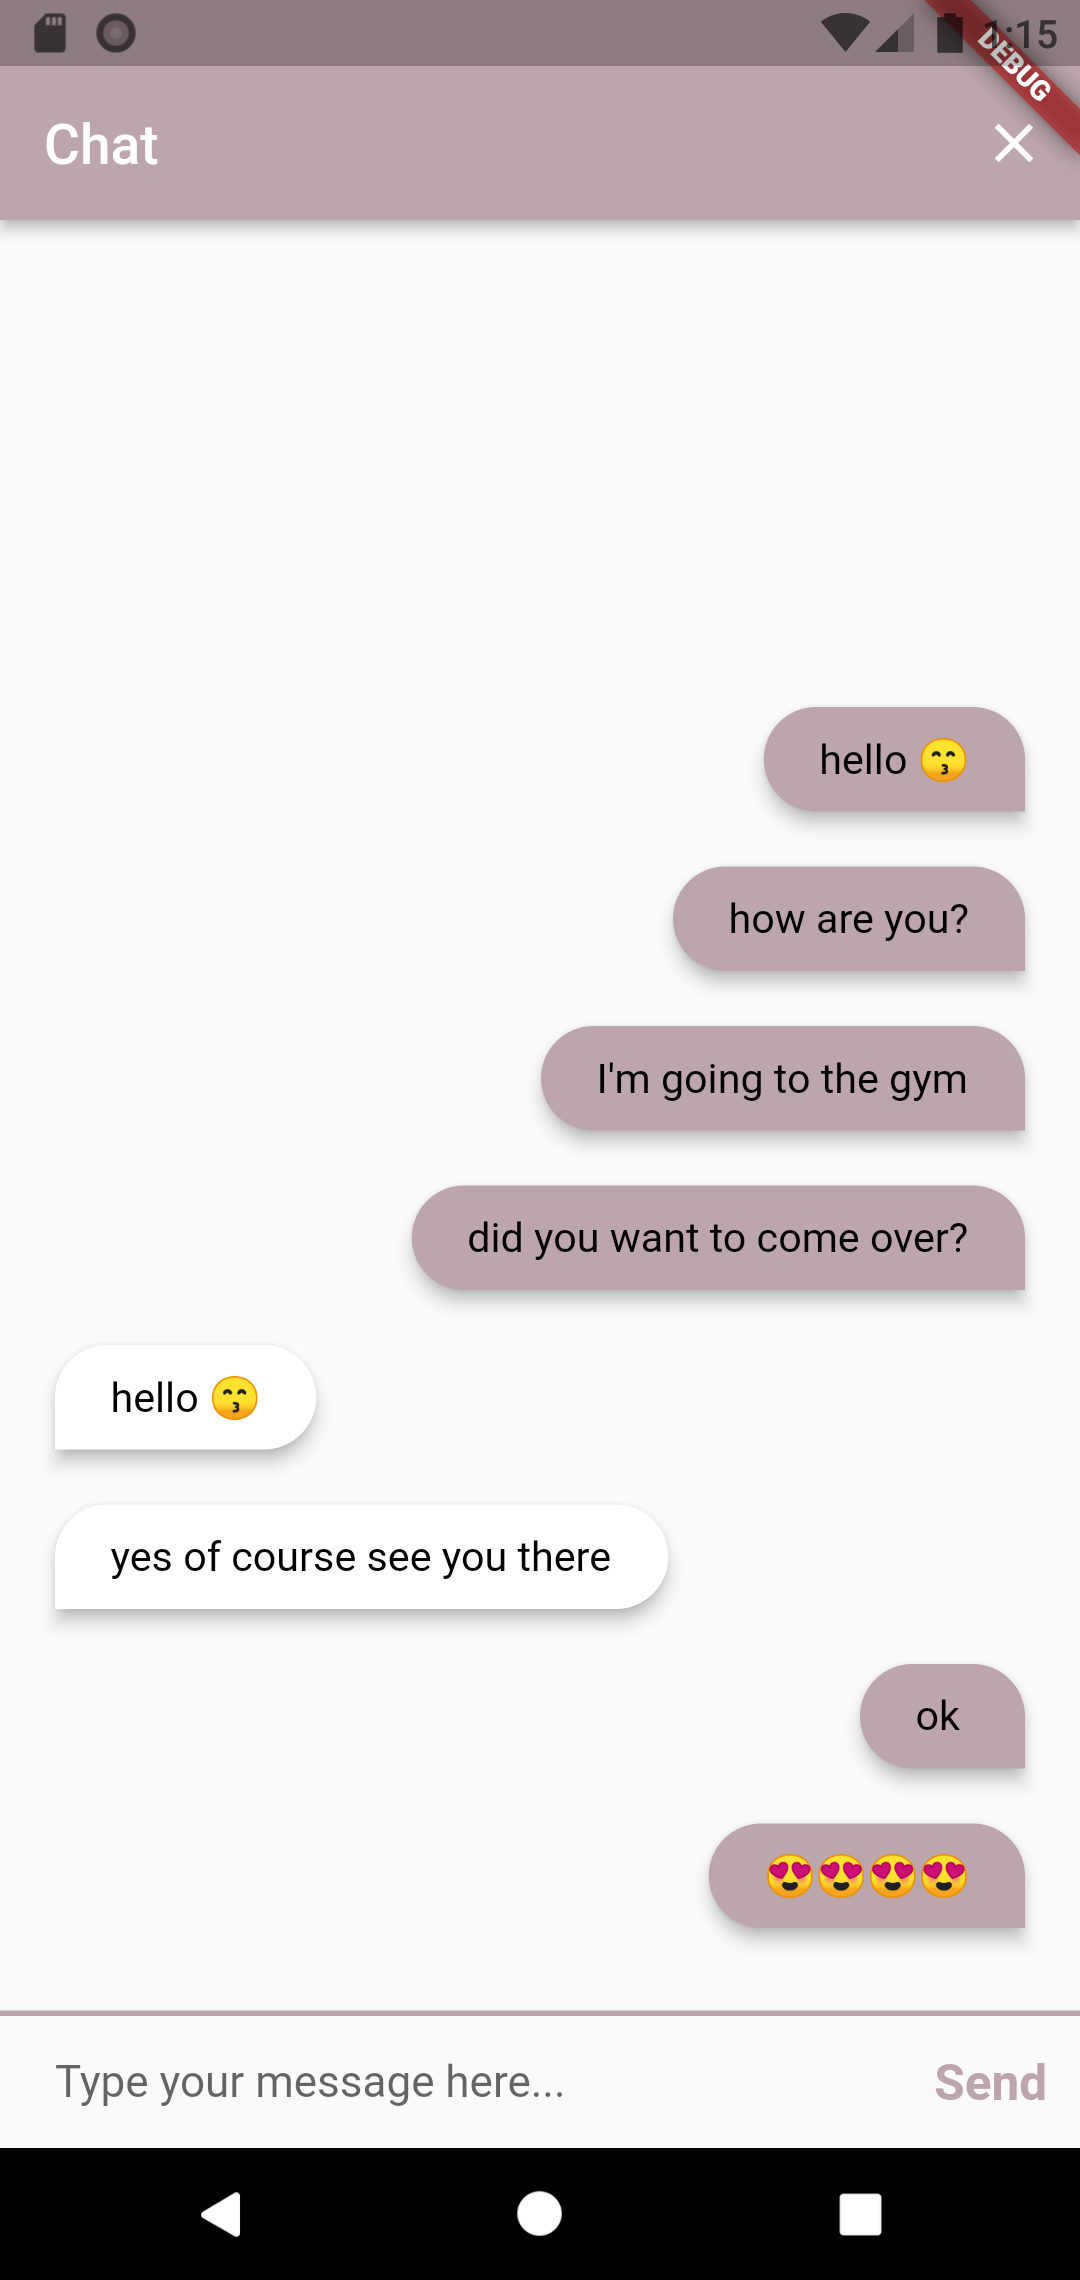 1:15
DEBUG
Chat
hello 😙
how are you?
I'm going to the gym
did you want to come over?
hello 😙
yes of course see you there
ok
😍😍😍😍
Type your message here...
Send